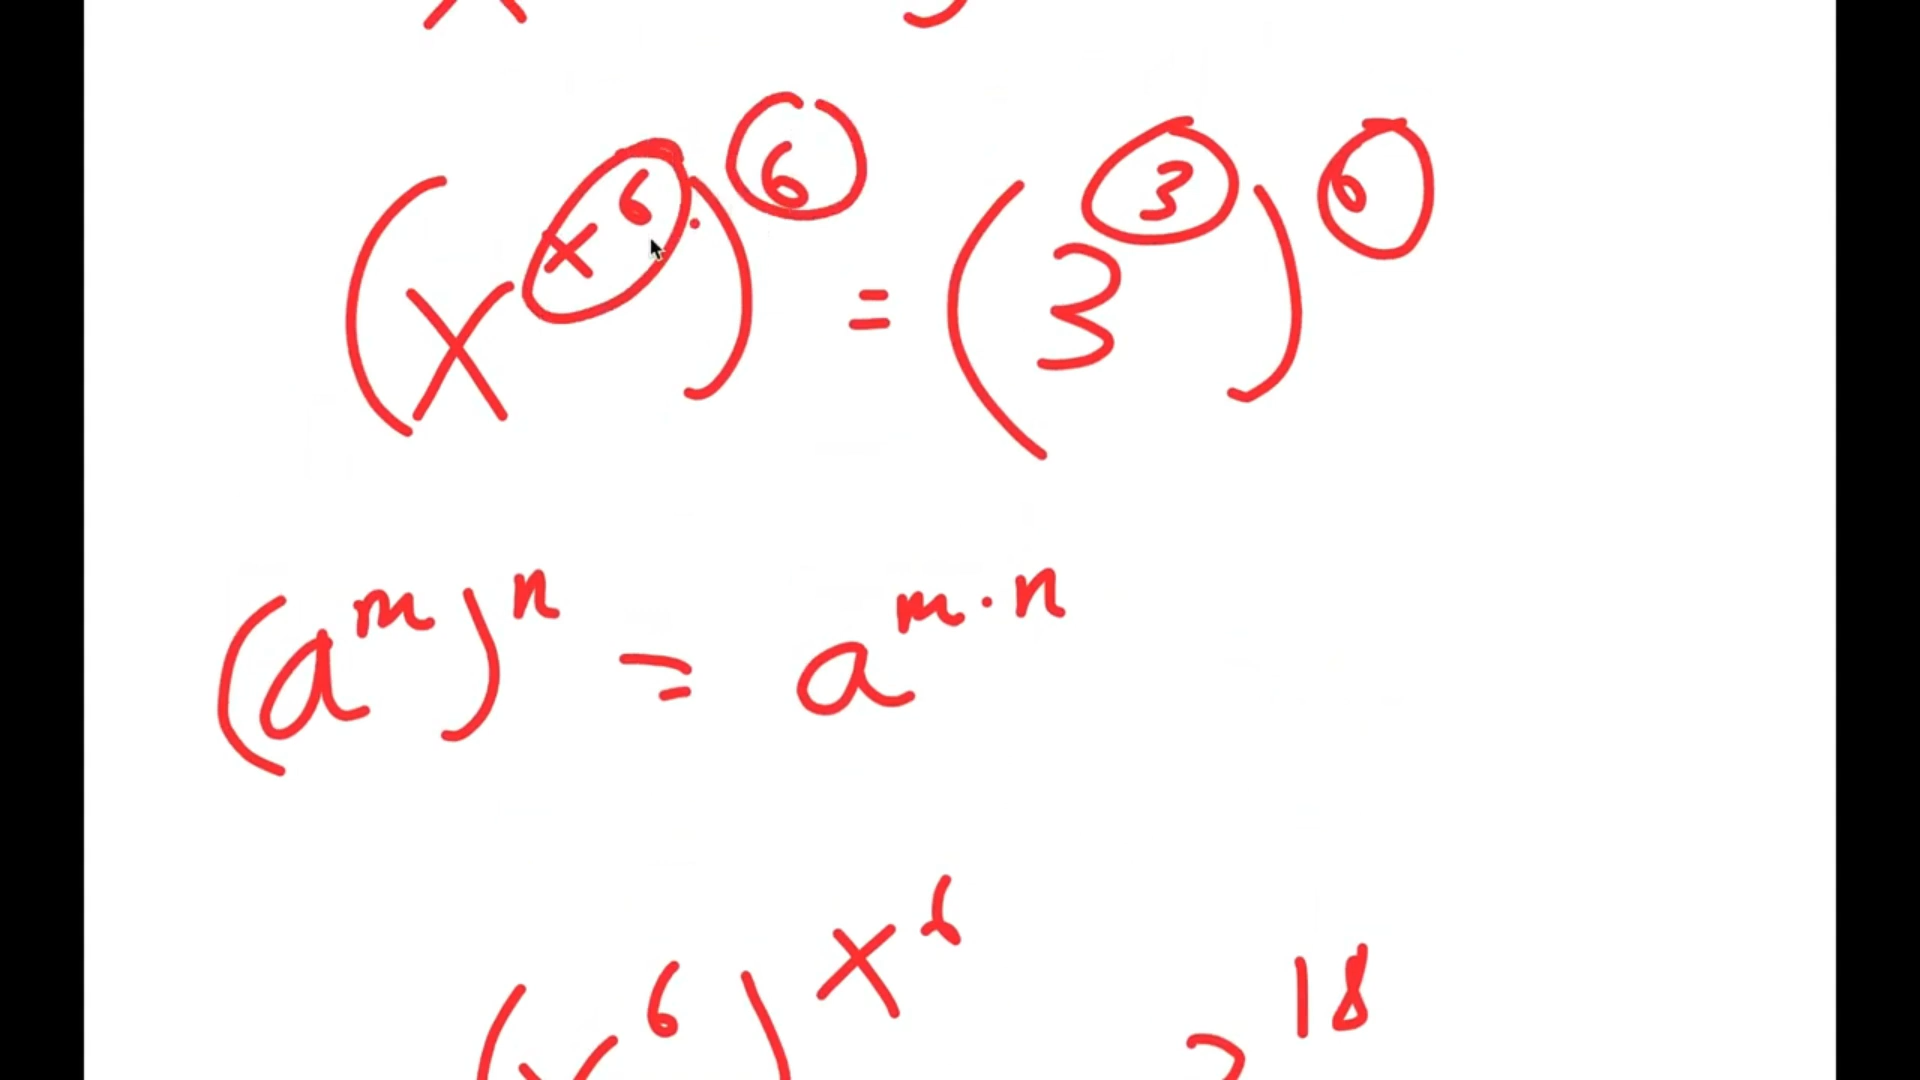 (x^x^6)^6 = (3^3)^6
(a^m)^n = a^m·n
(x^6)^x^6 3^18